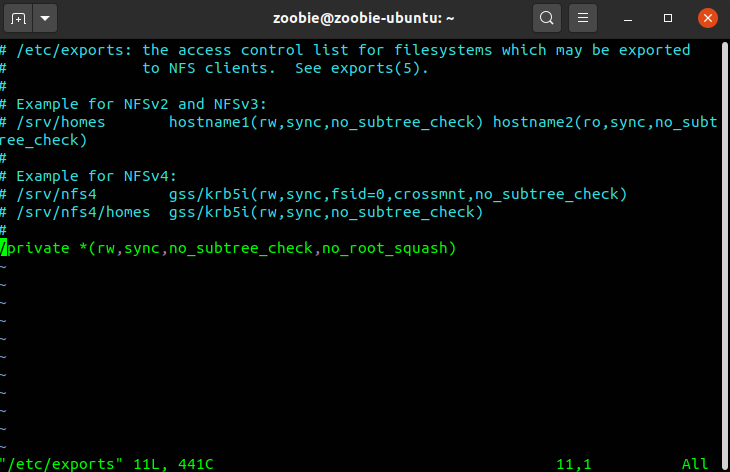 zoobie@zoobie-ubuntu: ~
# /etc/exports: the access control list for filesystems which may be exported
#               to NFS clients.  See exports(5).
#
# Example for NFSv2 and NFSv3:
# /srv/homes       hostname1(rw,sync,no_subtree_check) hostname2(ro,sync,no_subt
ree_check)
#
# Example for NFSv4:
# /srv/nfs4        gss/krb5i(rw,sync,fsid=0,crossmnt,no_subtree_check)
# /srv/nfs4/homes  gss/krb5i(rw,sync,no_subtree_check)
#
/private *(rw,sync,no_subtree_check,no_root_squash)
~
~
~
~
~
~
~
~
~
~
~
"/etc/exports" 11L, 441C                                      11,1          All